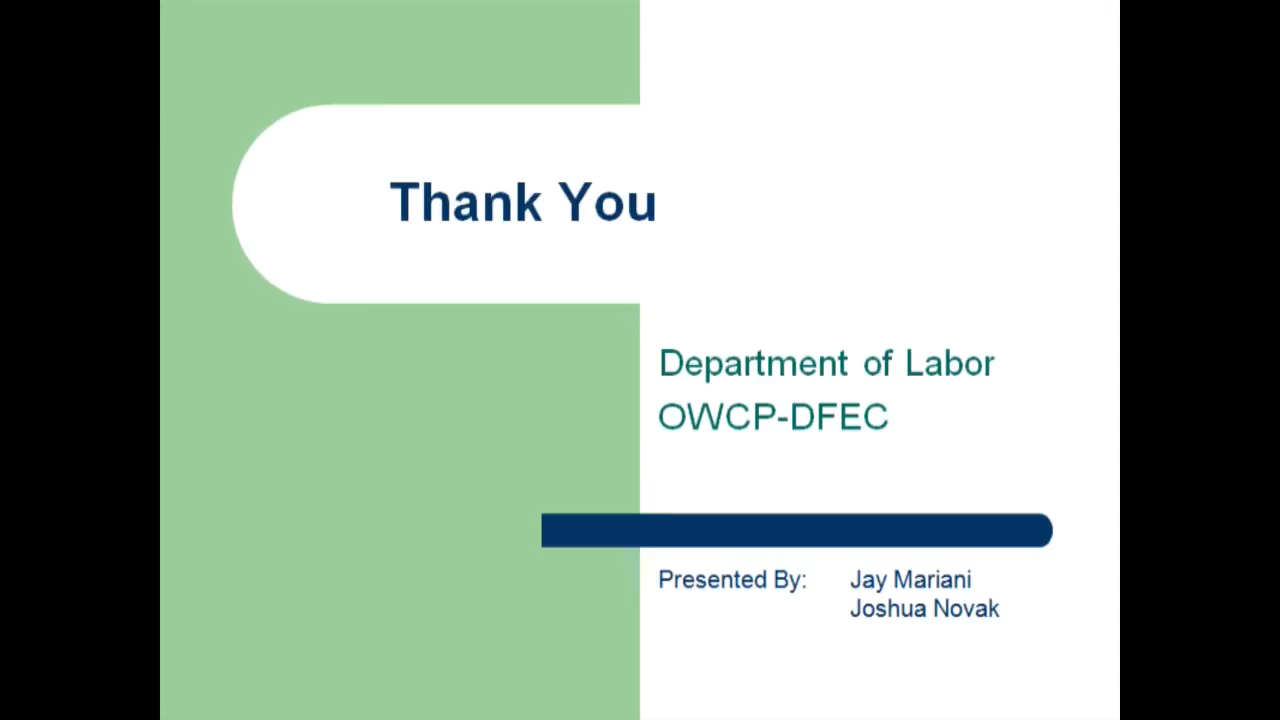 Thank You
Department of Labor
OWCP-DFEC
Presented By: Jay Mariani
Joshua Novak